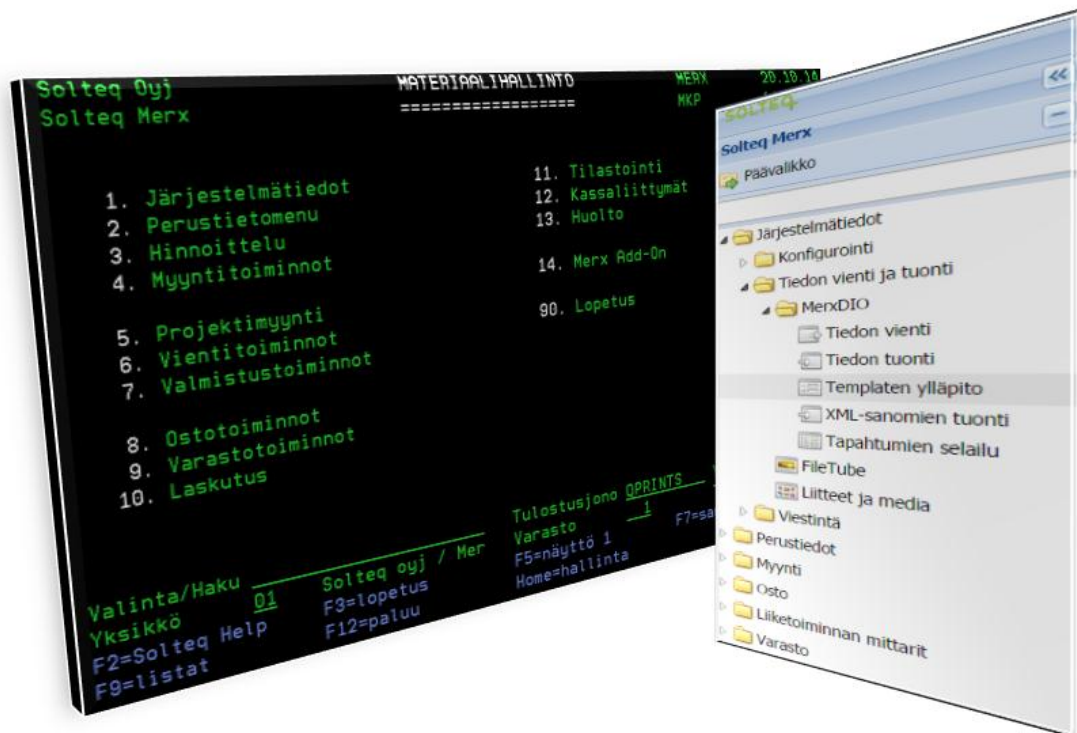 Solteq Oyj
MATERIAALIHALLINTO
MERX 20.10.14
Solteq Merx
==================
MKP
1. Järjestelmätiedot
2. Perustietomenu
3. Hinnoittelu
4. Myyntitoiminnot
5. Projektimyynti
6. Vientitoiminnot
7. Valmistustoiminnot
8. Ostotoiminnot
9. Varastotoiminnot
10. Laskutus
11. Tilastointi
12. Kassaliittymät
13. Huolto
14. Merx Add-On
90. Lopetus
Valinta/Haku
Tulostusjono QPRINTS
Yksikkö 01 Solteq oyj / Mer
Varasto 1
F2=Solteq Help F3=lopetus F5=näyttö 1
F9=listat F12=paluu Home=hallinta
SOLTEQ
Solteq Merx
Päävalikko
Järjestelmätiedot
Konfigurointi
Tiedon vienti ja tuonti
MerxDIO
Tiedon vienti
Tiedon tuonti
Templaten ylläpito
XML-sanomien tuonti
Tapahtumien selailu
FileTube
Liitteet ja media
Viestintä
Perustiedot
Myynti
Osto
Liiketoiminnan mittarit
Varasto